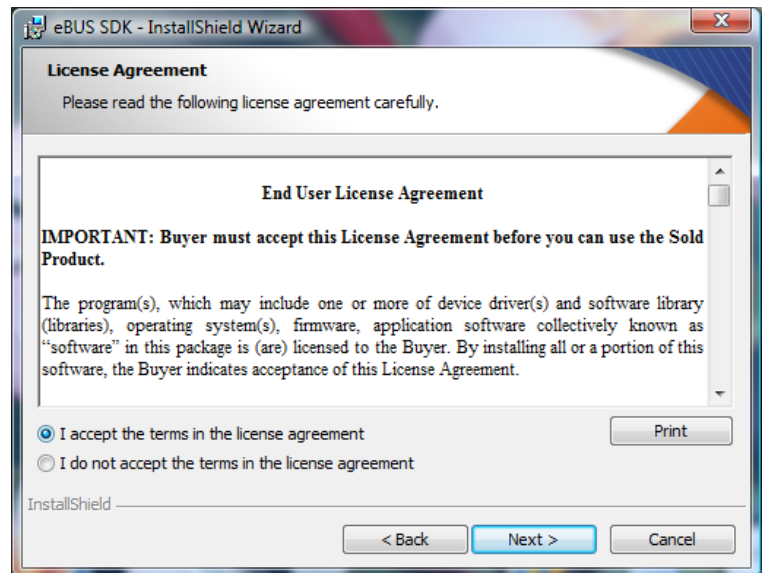 eBUS SDK - InstallShield Wizard
License Agreement
Please read the following license agreement carefully.
End User License Agreement
IMPORTANT: Buyer must accept this License Agreement before you can use the Sold
Product.
The program(s), which may include one or more of device driver(s) and software library
(libraries), operating system(s), firmware, application software collectively known as
“software” in this package is (are) licensed to the Buyer. By installing all or a portion of this
software, the Buyer indicates acceptance of this License Agreement.
I accept the terms in the license agreement
Print
I do not accept the terms in the license agreement
InstallShield
< Back
Next >
Cancel